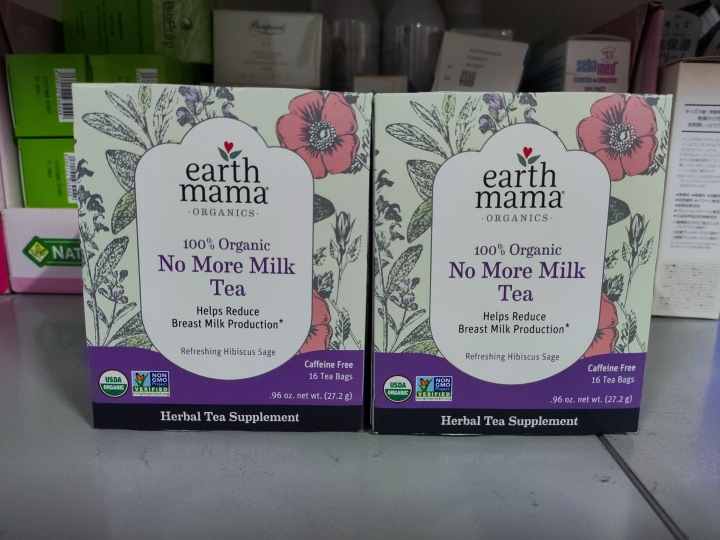 earth
mama®
·ORGANICS·
100% Organic
No More Milk
Tea
Helps Reduce
Breast Milk Production*
Refreshing Hibiscus Sage
Caffeine Free
16 Tea Bags
USDA
ORGANIC
NON
GMO
Project
VERIFIED
.96 oz. net wt. (27.2 g)
Herbal Tea Supplement
earth
mama®
·ORGANICS·
100% Organic
No More Milk
Tea
Helps Reduce
Breast Milk Production*
Refreshing Hibiscus Sage
Caffeine Free
16 Tea Bags
USDA
ORGANIC
NON
GMO
Project
VERIFIED
.96 oz. net wt. (27.2 g)
Herbal Tea Supplement
sebamed
NAT